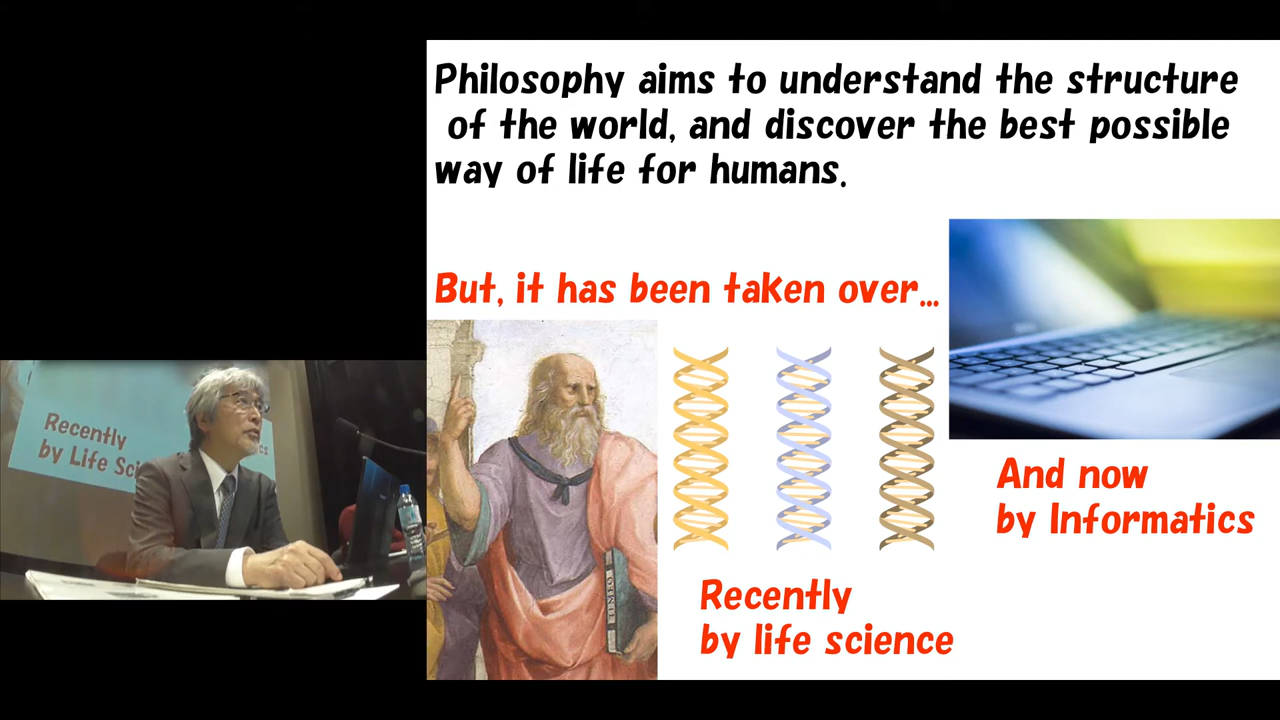 Philosophy aims to understand the structure
of the world, and discover the best possible
way of life for humans.
But, it has been taken over...
And now
by Informatics
Recently
by life science
Recently
by Life Sci
ics